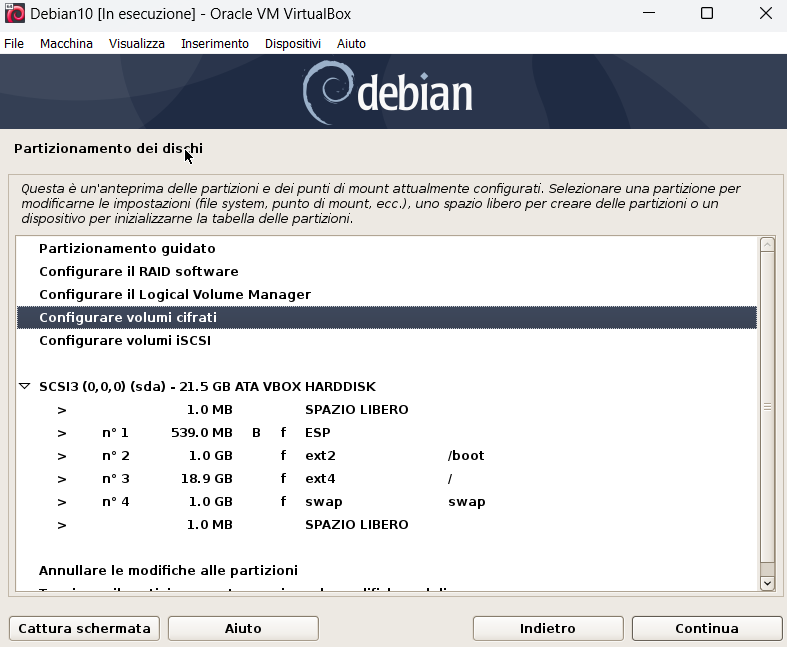 Debian10 [In esecuzione] - Oracle VM VirtualBox
File Macchina Visualizza Inserimento Dispositivi Aiuto
debian
Partizionamento dei dischi
Questa è un'anteprima delle partizioni e dei punti di mount attualmente configurati. Selezionare una partizione per
modificarne le impostazioni (file system, punto di mount, ecc.), uno spazio libero per creare delle partizioni o un
dispositivo per inizializzarne la tabella delle partizioni.
Partizionamento guidato
Configurare il RAID software
Configurare il Logical Volume Manager
Configurare volumi cifrati
Configurare volumi iSCSI
SCSI3 (0,0,0) (sda) - 21.5 GB ATA VBOX HARDDISK
> 1.0 MB SPAZIO LIBERO
> n° 1 539.0 MB B f ESP
> n° 2 1.0 GB f ext2 /boot
> n° 3 18.9 GB f ext4 /
> n° 4 1.0 GB f swap swap
> 1.0 MB SPAZIO LIBERO
Annullare le modifiche alle partizioni
Cattura schermata Aiuto Indietro Continua